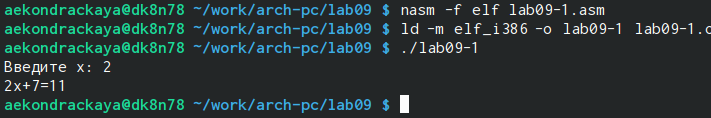 aekondrackaya@dk8n78 ~/work/arch-pc/lab09 $ nasm -f elf lab09-1.asm
aekondrackaya@dk8n78 ~/work/arch-pc/lab09 $ ld -m elf_i386 -o lab09-1 lab09-1.o
aekondrackaya@dk8n78 ~/work/arch-pc/lab09 $ ./lab09-1
Введите x: 2
2x+7=11
aekondrackaya@dk8n78 ~/work/arch-pc/lab09 $